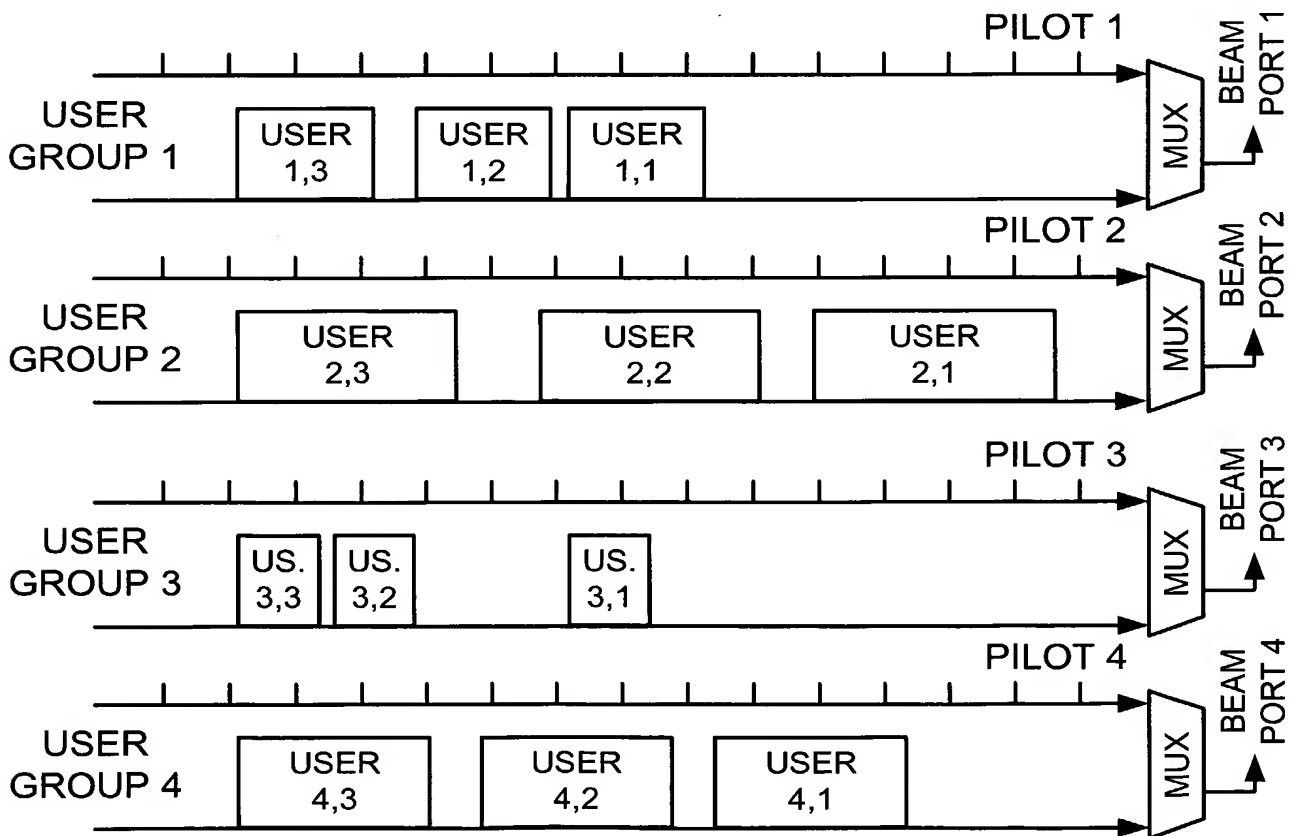 PILOT 1
USER
GROUP 1
USER
1,3
USER
1,2
USER
1,1
MUX
BEAM
PORT 1
PILOT 2
USER
GROUP 2
USER
2,3
USER
2,2
USER
2,1
MUX
BEAM
PORT 2
PILOT 3
USER
GROUP 3
US.
3,3
US.
3,2
US.
3,1
MUX
BEAM
PORT 3
PILOT 4
USER
GROUP 4
USER
4,3
USER
4,2
USER
4,1
MUX
BEAM
PORT 4